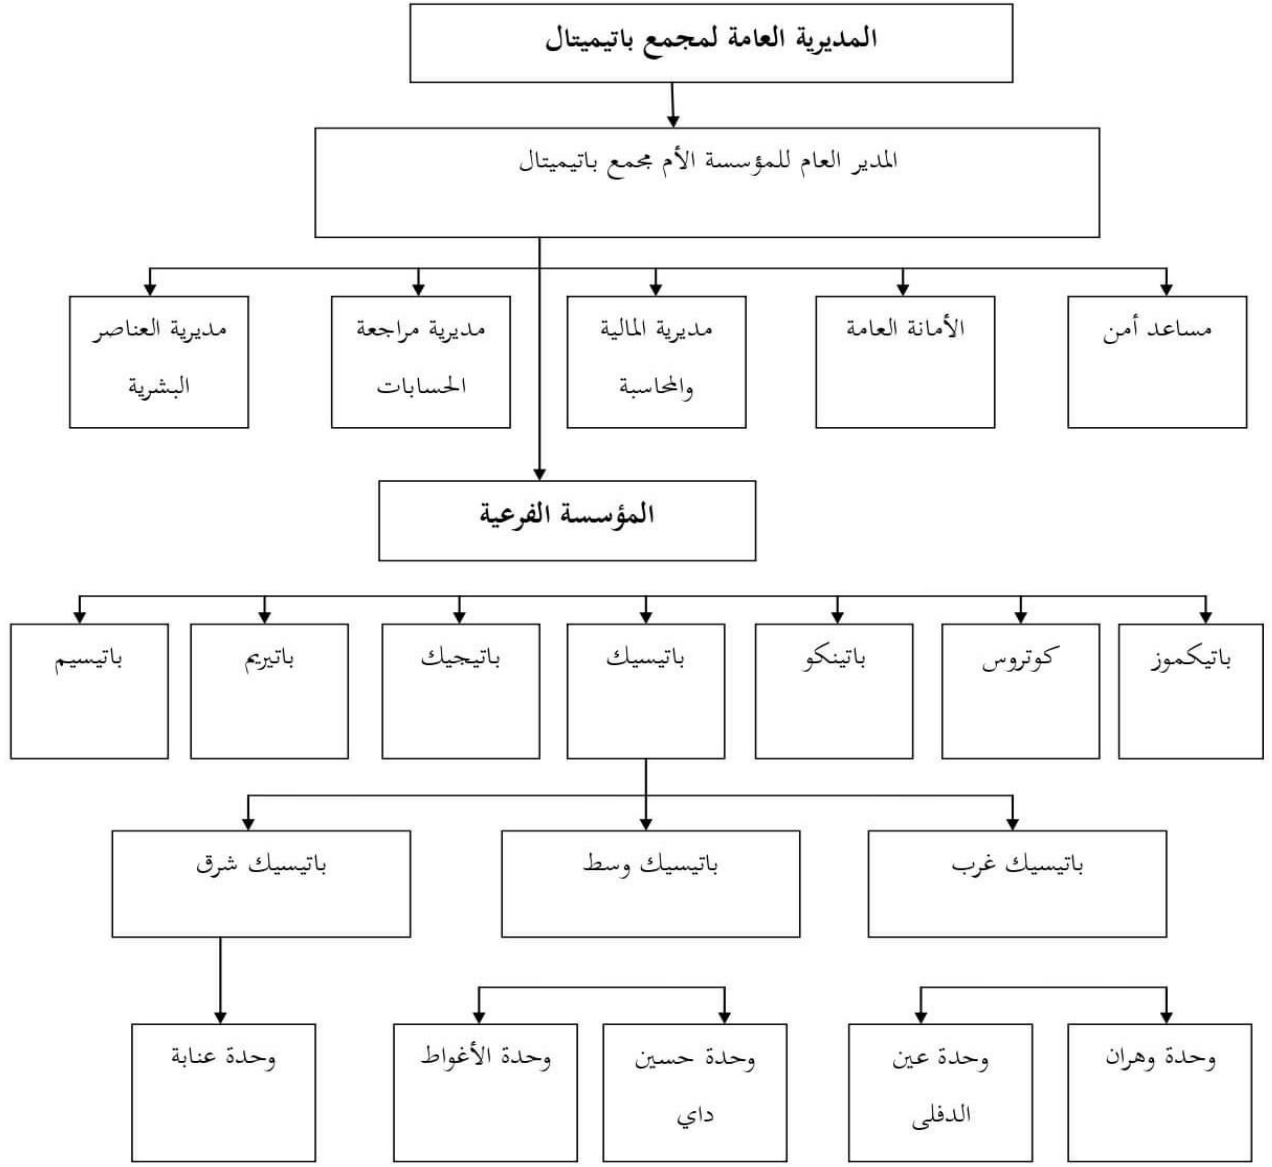 المديرية العامة لمجمع باتيميتال
المدير العام للمؤسسة الأم مجمع باتيميتال
مساعد أمن
الأمانة العامة
مديرية المالية
والمحاسبة
مديرية مراجعة
الحسابات
مديرية العناصر
البشرية
المؤسسة الفرعية
باتيكموز
كوتروس
باتينكو
باتيسيك
باتيجيك
باتيريم
باتيسيم
باتيسيك غرب
باتيسيك وسط
باتيسيك شرق
وحدة وهران
وحدة عين
الدفلى
وحدة حسين
داي
وحدة الأغواط
وحدة عنابة